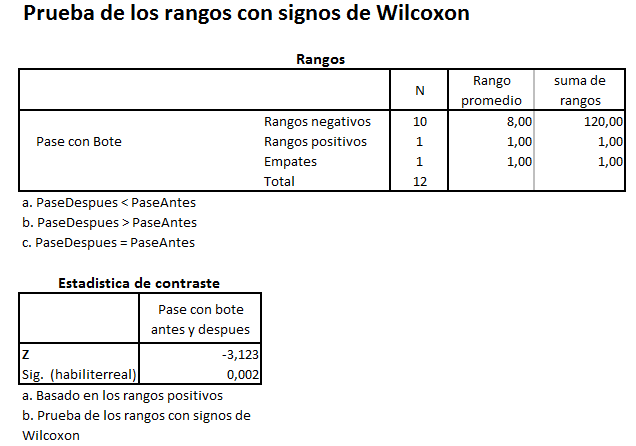 Prueba de los rangos con signos de Wilcoxon
Rangos
N Rango promedio suma de rangos
Pase con Bote Rangos negativos 10 8,00 120,00
Rangos positivos 1 1,00 1,00
Empates 1 1,00 1,00
Total 12
a. PaseDespues < PaseAntes
b. PaseDespues > PaseAntes
c. PaseDespues = PaseAntes
Estadistica de contraste
Pase con bote
antes y despues
Z -3,123
Sig. (habiliterreal) 0,002
a. Basado en los rangos positivos
b. Prueba de los rangos con signos de
Wilcoxon